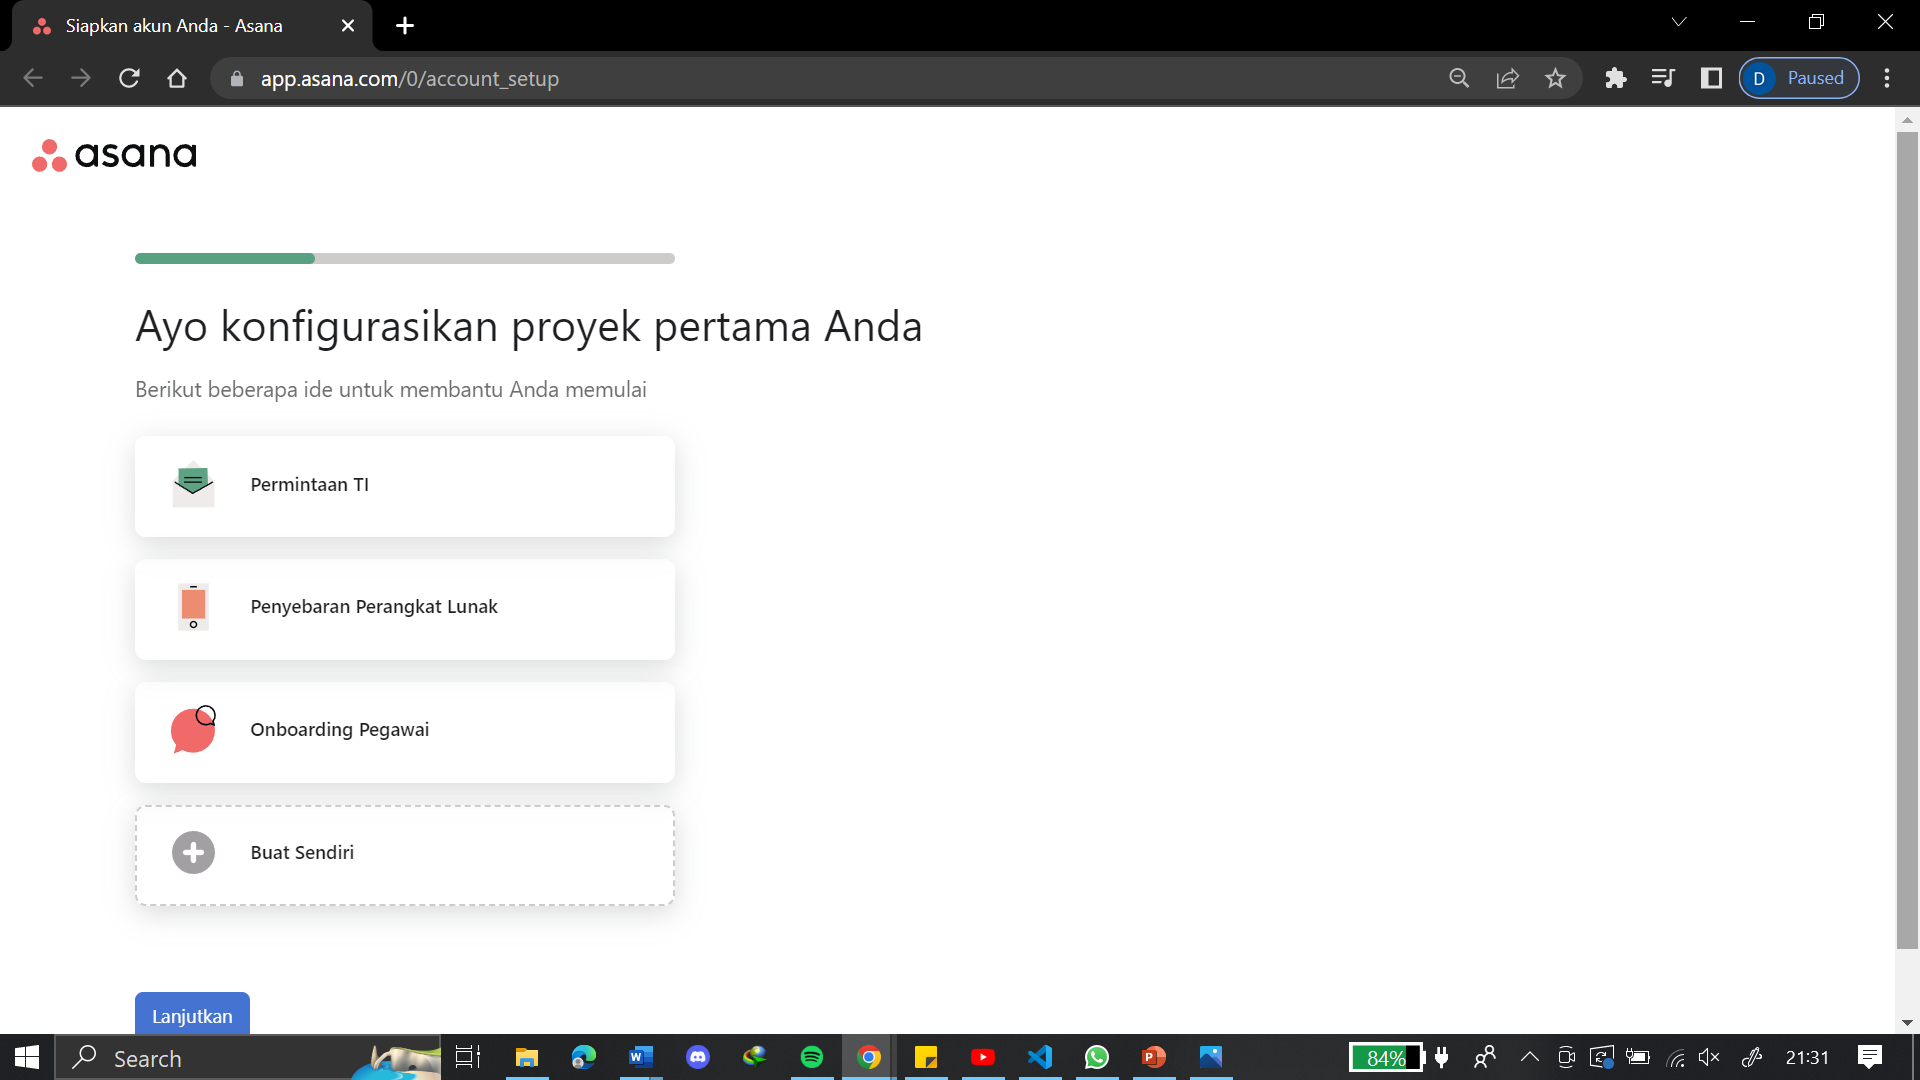 Siapkan akun Anda - Asana
app.asana.com/0/account_setup
D
Paused
asana
Ayo konfigurasikan proyek pertama Anda
Berikut beberapa ide untuk membantu Anda memulai
Permintaan TI
Penyebaran Perangkat Lunak
Onboarding Pegawai
Buat Sendiri
Lanjutkan
Search
84%
21:31